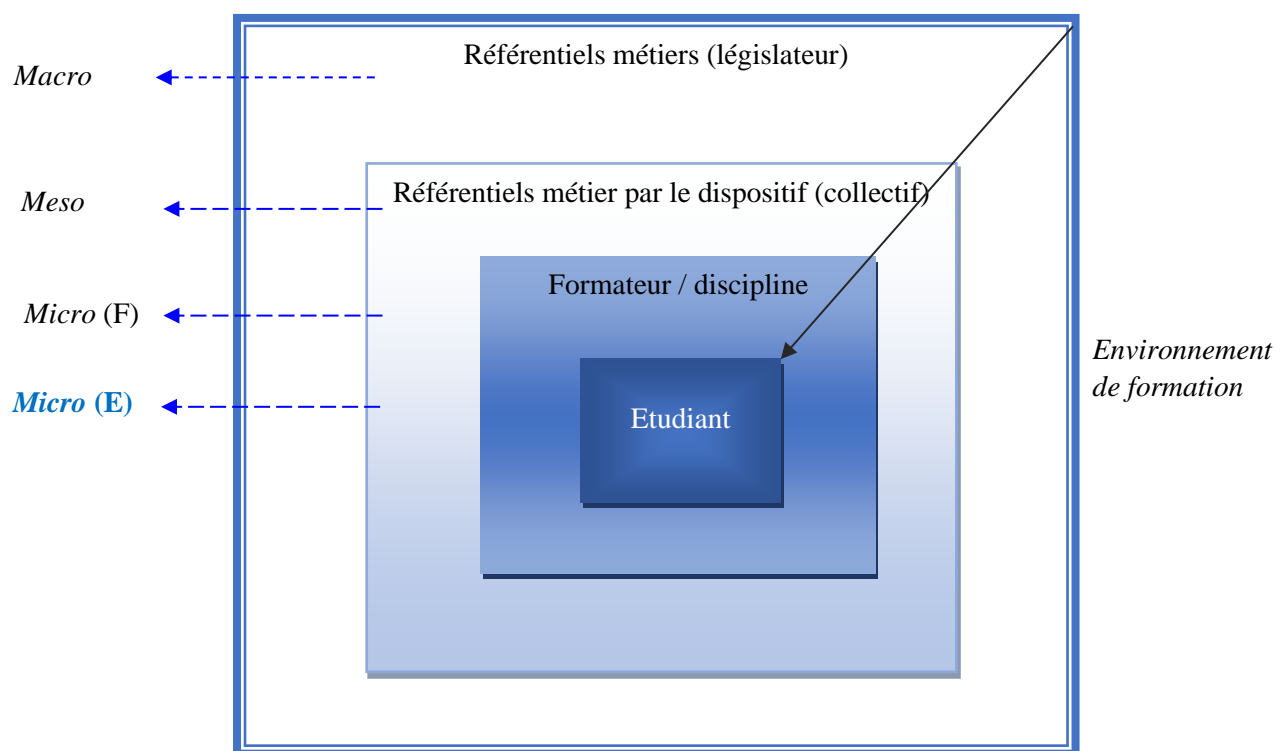 Référentiels métiers (législateur)
Macro
Meso
Référentiels métier par le dispositif (collectif)
Micro (F)
Formateur / discipline
Environnement
de formation
Micro (E)
Etudiant